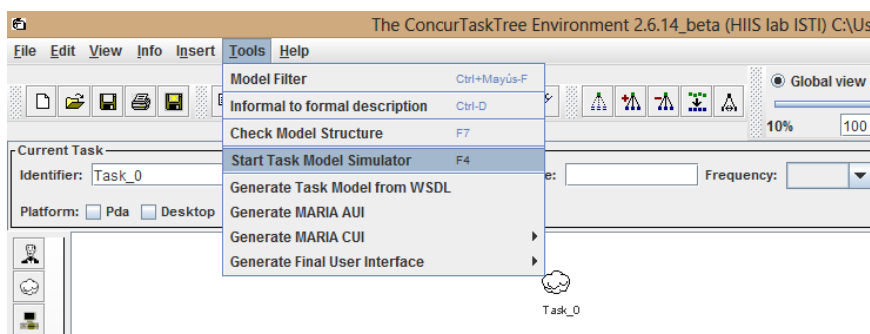 The ConcurTaskTree Environment 2.6.14_beta (HIIS lab ISTI) C:\Us
File Edit View Info Insert Tools Help
Model Filter Ctrl+Mayús-F
Informal to formal description Ctrl-D
Check Model Structure F7
Start Task Model Simulator F4
Generate Task Model from WSDL
Generate MARIA AUI
Generate MARIA CUI
Generate Final User Interface
Global view
10% 100
Current Task
Identifier: Task_0 e: Frequency:
Platform: Pda Desktop
Task_0